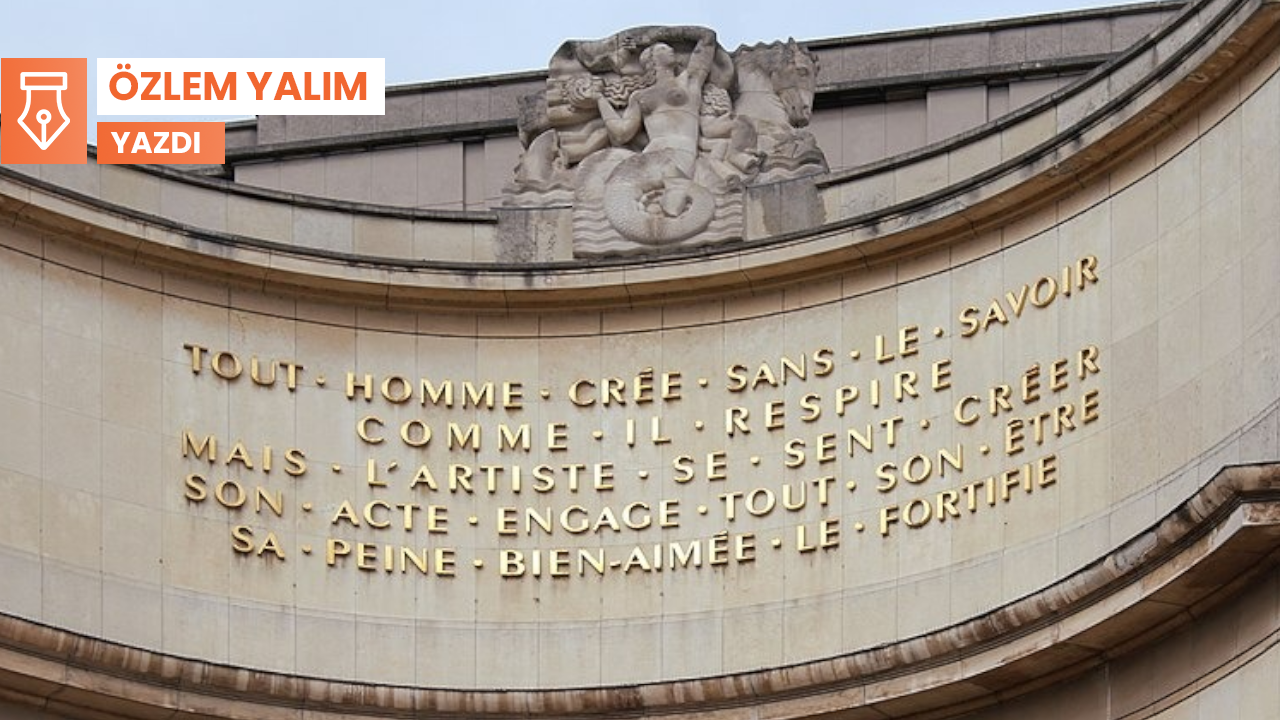 ÖZLEM YALIM
YAZDI
TOUT · HOMME · CRÉE · SANS · LE · SAVOIR
COMME · IL · RESPIRE
MAIS · L'ARTISTE · SE · SENT · CRÉER
SON · ACTE · ENGAGE · TOUT · SON · ÊTRE
SA · PEINE · BIEN-AIMÉE · LE · FORTIFIE